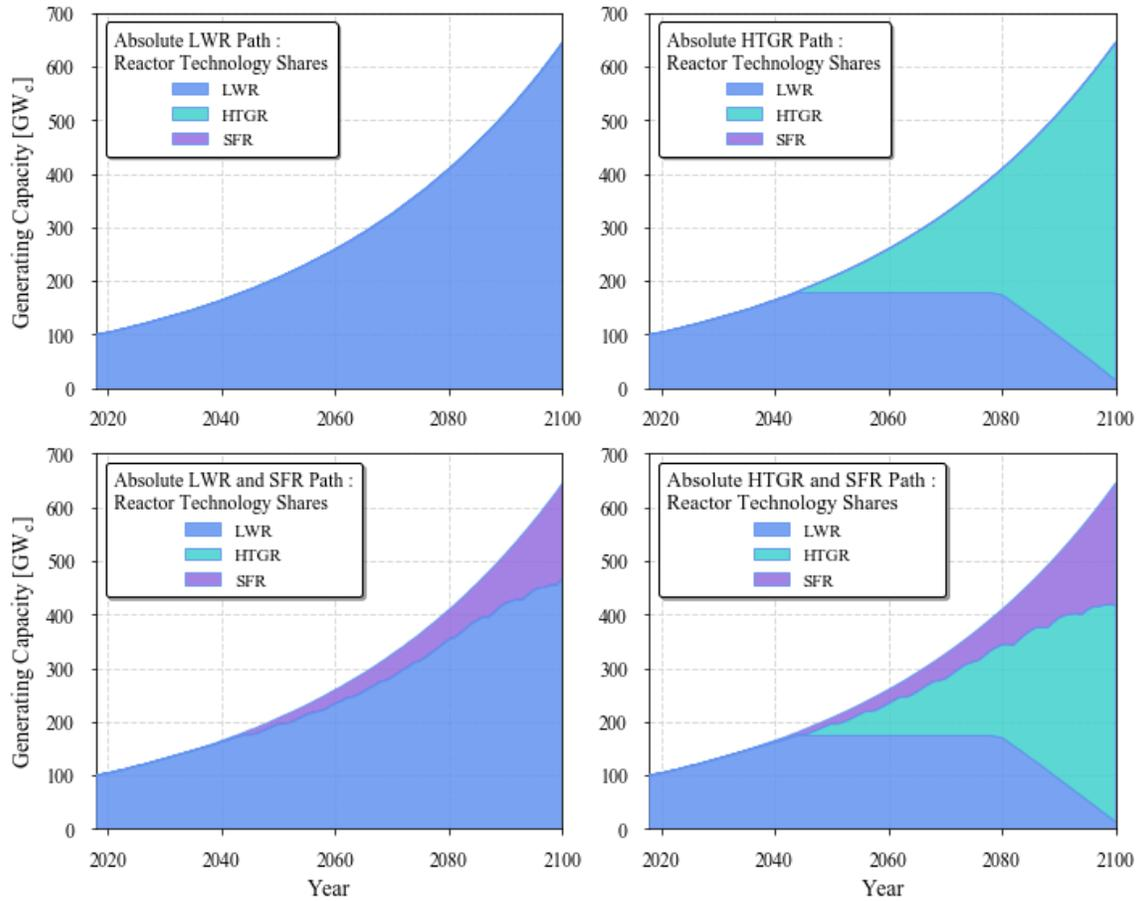 Absolute LWR Path :
Reactor Technology Shares
LWR
HTGR
SFR
Generating Capacity [GWₑ]
700
600
500
400
300
200
100
0
2020 2040 2060 2080 2100
Absolute HTGR Path :
Reactor Technology Shares
LWR
HTGR
SFR
700
600
500
400
300
200
100
0
2020 2040 2060 2080 2100
Absolute LWR and SFR Path :
Reactor Technology Shares
LWR
HTGR
SFR
Generating Capacity [GWₑ]
700
600
500
400
300
200
100
0
2020 2040 2060 2080 2100
Year
Absolute HTGR and SFR Path :
Reactor Technology Shares
LWR
HTGR
SFR
700
600
500
400
300
200
100
0
2020 2040 2060 2080 2100
Year